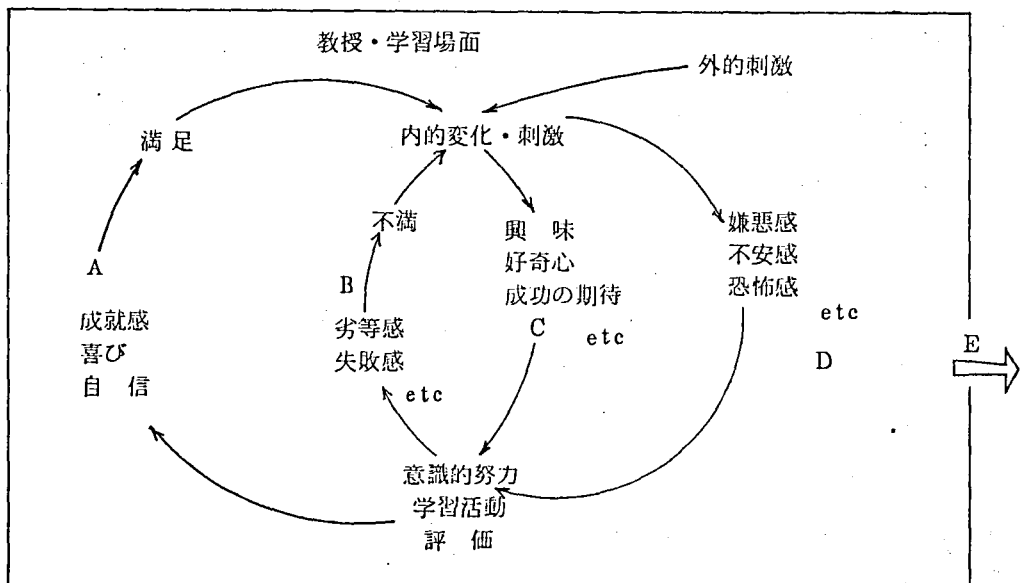 教授・学習場面
外的刺激
満足
内的変化・刺激
不満
興 味
好奇心
成功の期待
C
etc
嫌悪感
不安感
恐怖感
etc
D
E
A
成就感
喜び
自 信
B
劣等感
失敗感
etc
意識的努力
学習活動
評 価